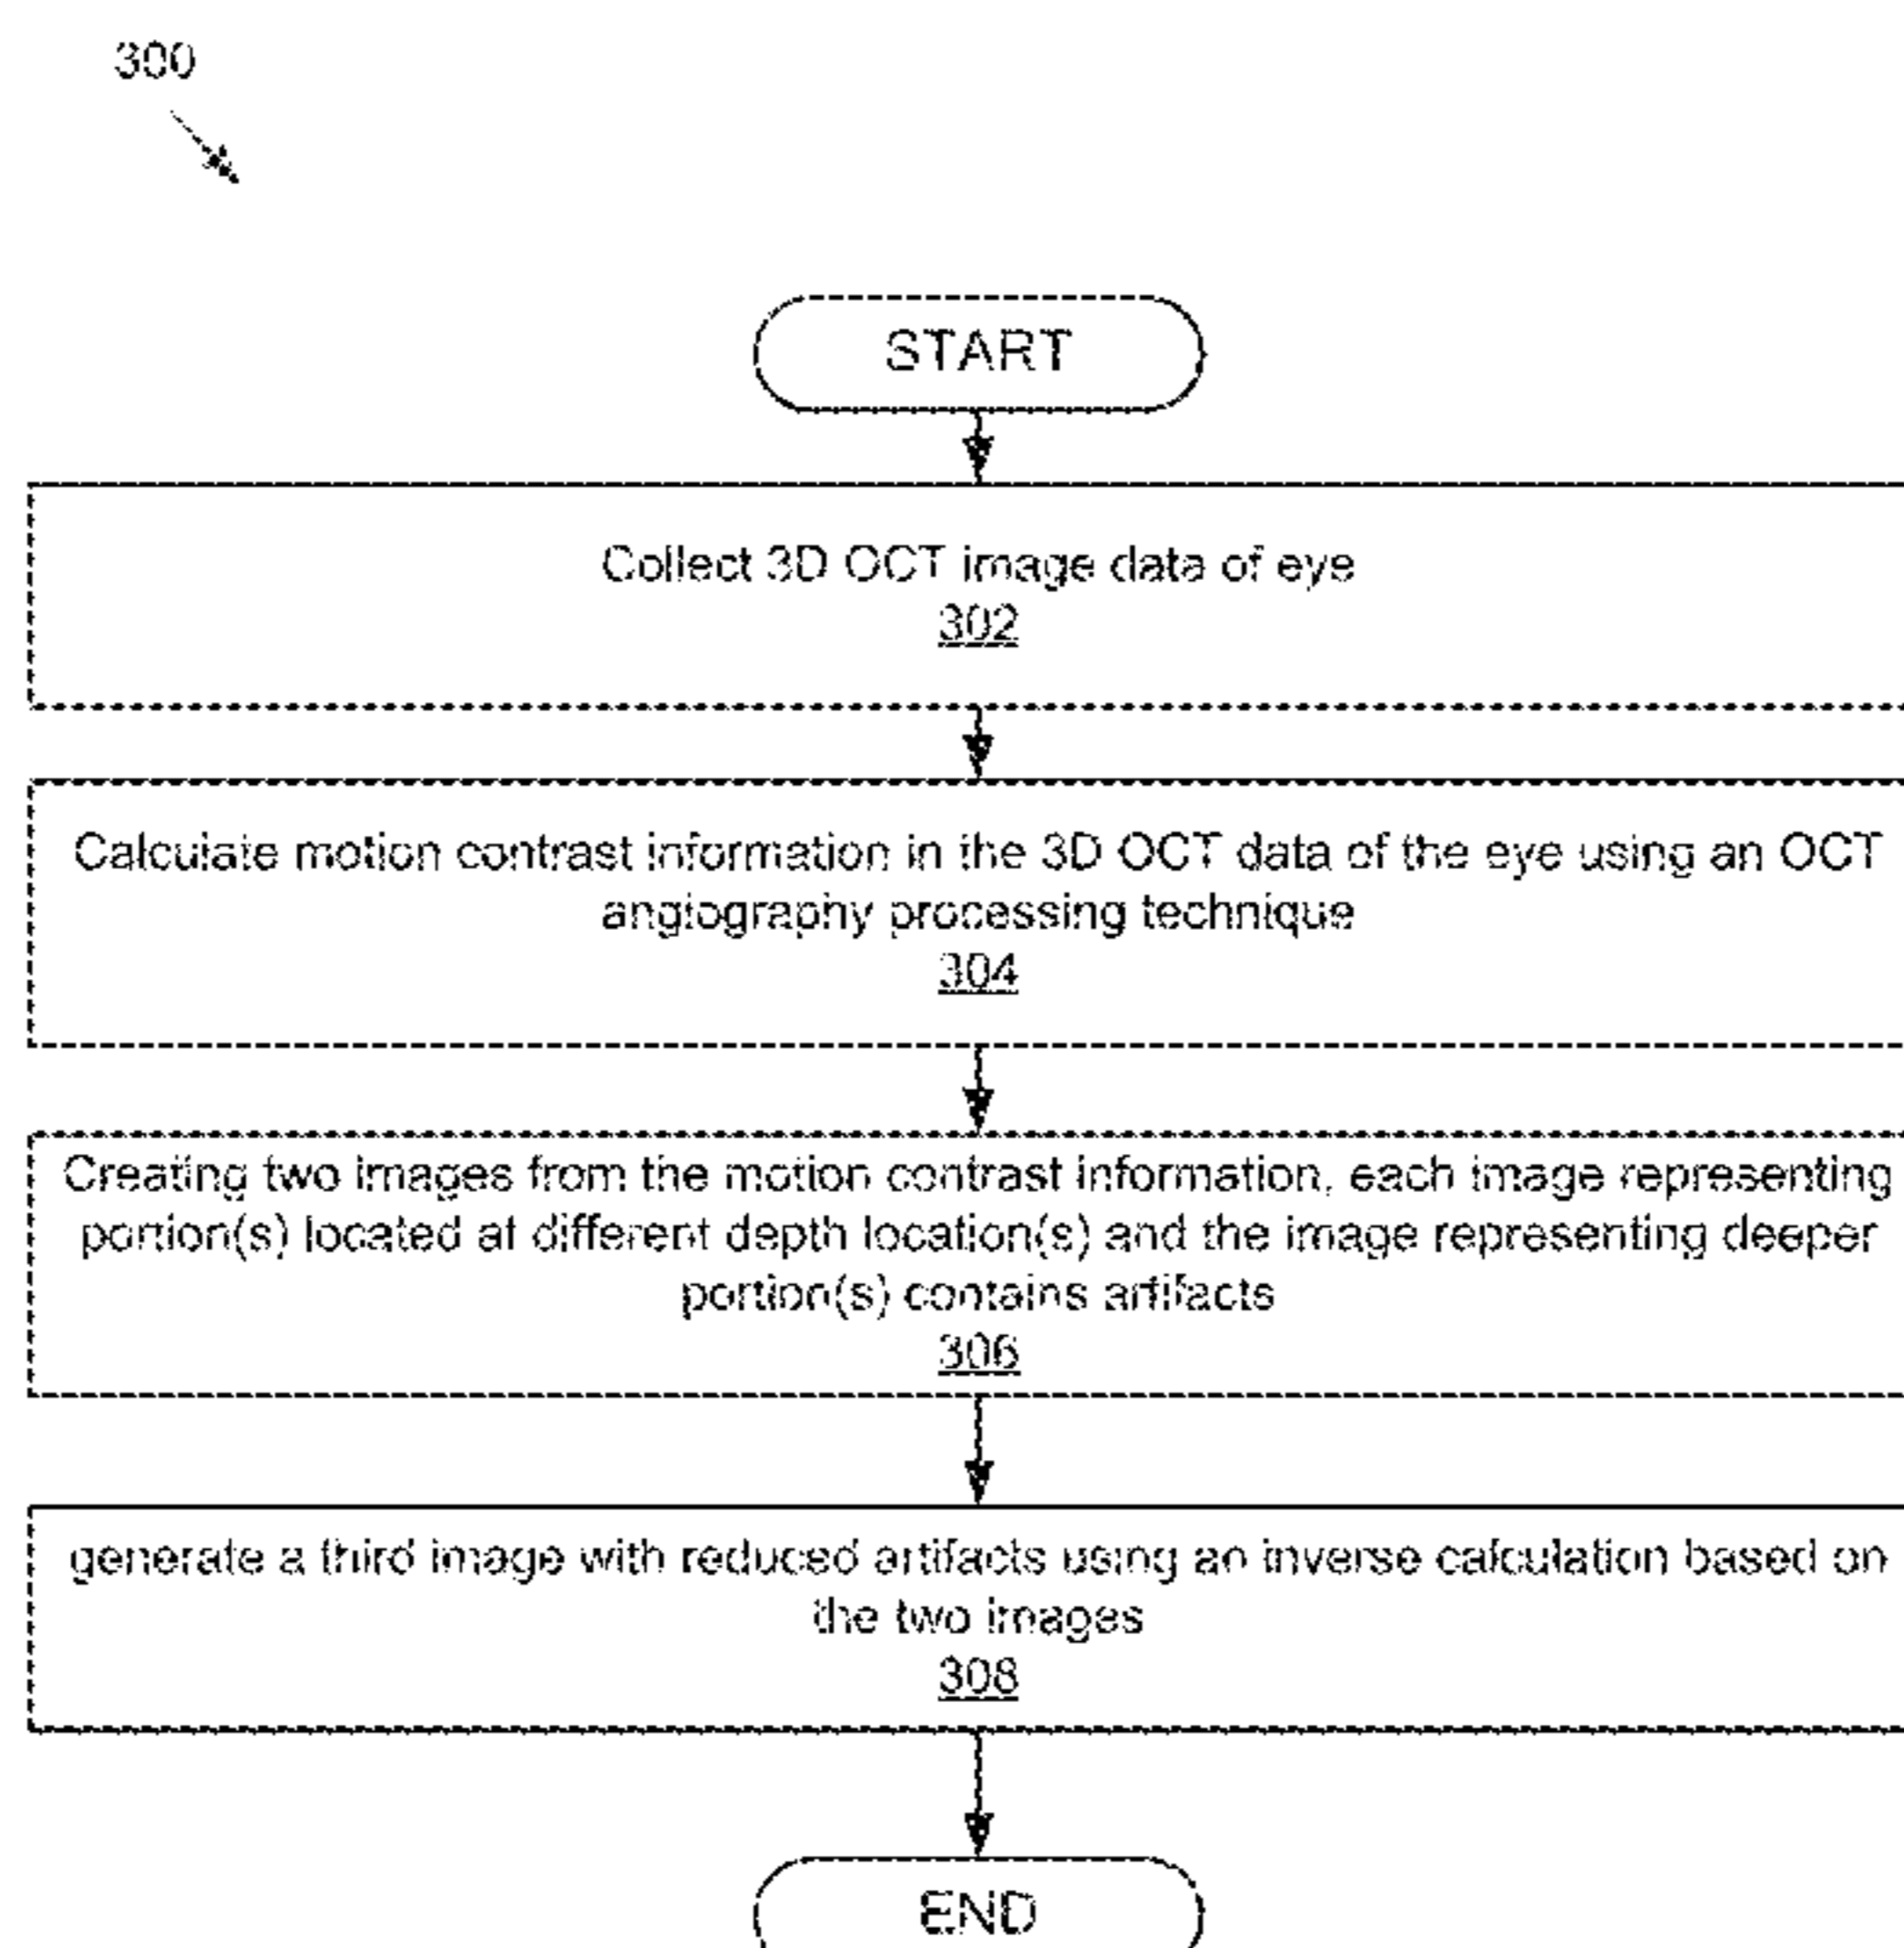 300
START
Collect 3D OCT image data of eye
302
Calculate motion contrast information in the 3D OCT data of the eye using an OCT
angiography processing technique
304
Creating two images from the motion contrast information, each image representing
portion(s) located at different depth location(s) and the image representing deeper
portion(s) contains artifacts
306
generate a third image with reduced artifacts using an inverse calculation based on
the two images
308
END